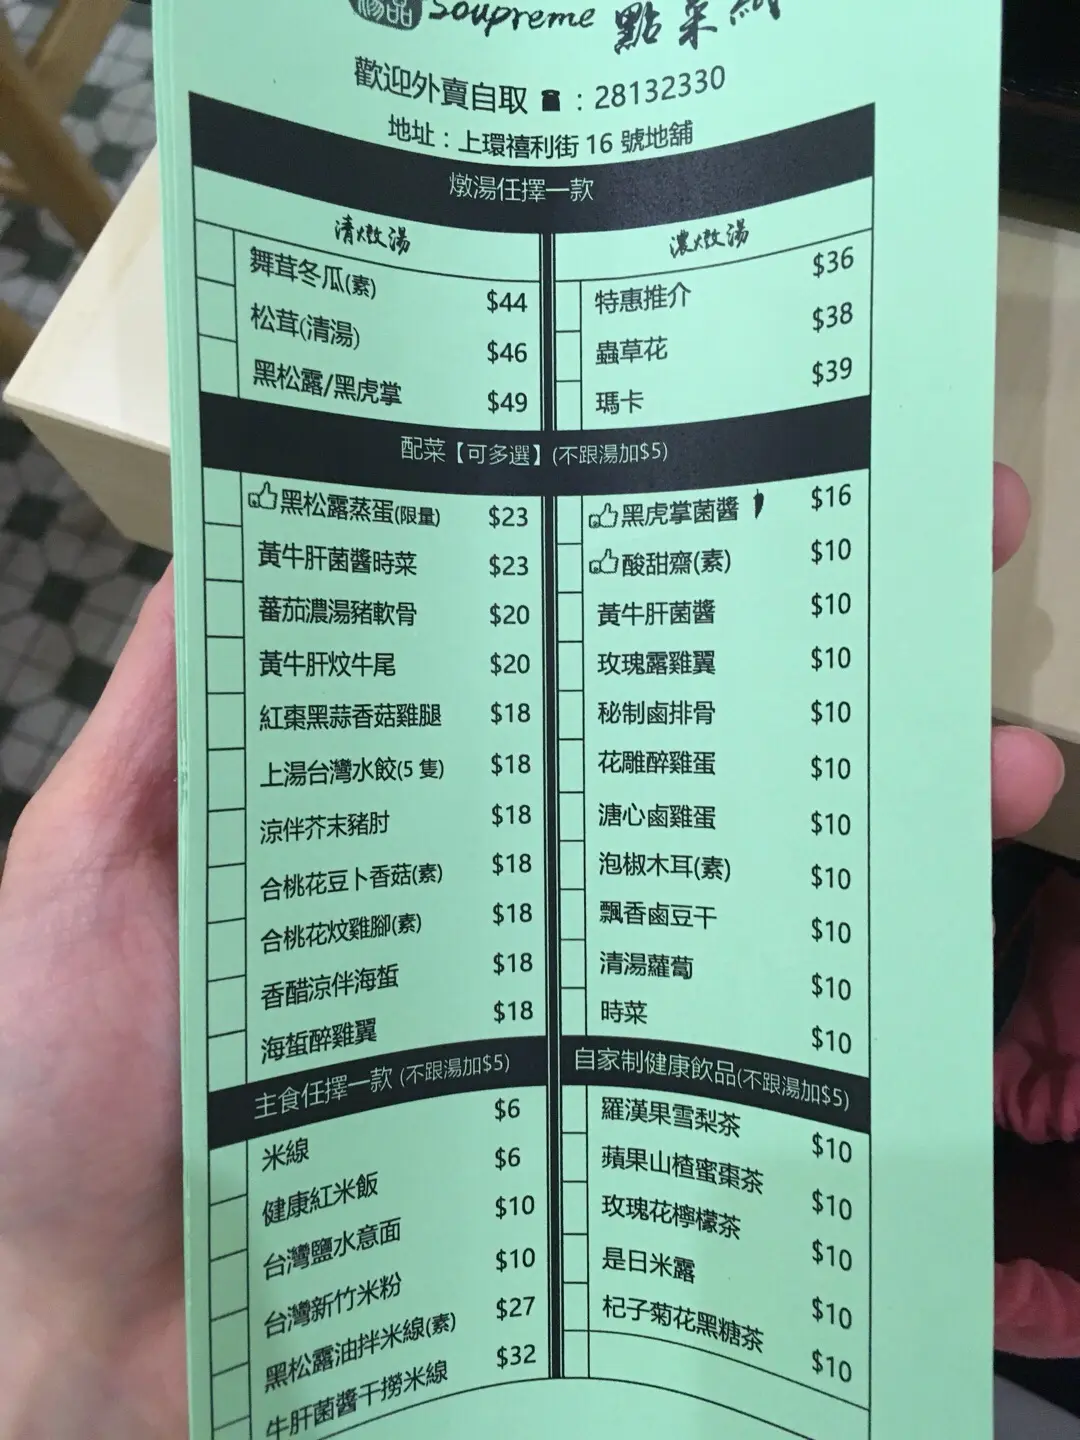 Soupreme 點菜紙
歡迎外賣自取 ☎ : 28132330
地址：上環禧利街 16 號地舖
燉湯任擇一款
清燉湯
舞茸冬瓜(素) $44
松茸(清湯) $46
黑松露/黑虎掌 $49
濃燉湯
特惠推介 $36
蟲草花 $38
瑪卡 $39
配菜【可多選】(不跟湯加$5)
黑松露蒸蛋(限量) $23
黃牛肝菌醬時菜 $23
蕃茄濃湯豬軟骨 $20
黃牛肝炆牛尾 $20
紅棗黑蒜香菇雞腿 $18
上湯台灣水餃(5 隻) $18
涼伴芥末豬肘 $18
合桃花豆卜香菇(素) $18
合桃花炆雞腳(素) $18
香醋涼伴海蜇 $18
海蜇醉雞翼 $18
黑虎掌菌醬 $16
酸甜齋(素) $10
黃牛肝菌醬 $10
玫瑰露雞翼 $10
秘制鹵排骨 $10
花雕醉雞蛋 $10
溏心鹵雞蛋 $10
泡椒木耳(素) $10
飄香鹵豆干 $10
清湯蘿蔔 $10
時菜 $10
主食任擇一款 (不跟湯加$5)
米線 $6
健康紅米飯 $6
台灣鹽水意面 $10
台灣新竹米粉 $10
黑松露油拌米線(素) $27
牛肝菌醬干撈米線 $32
自家制健康飲品(不跟湯加$5)
羅漢果雪梨茶 $10
蘋果山楂蜜棗茶 $10
玫瑰花檸檬茶 $10
是日米露 $10
杞子菊花黑糖茶 $10